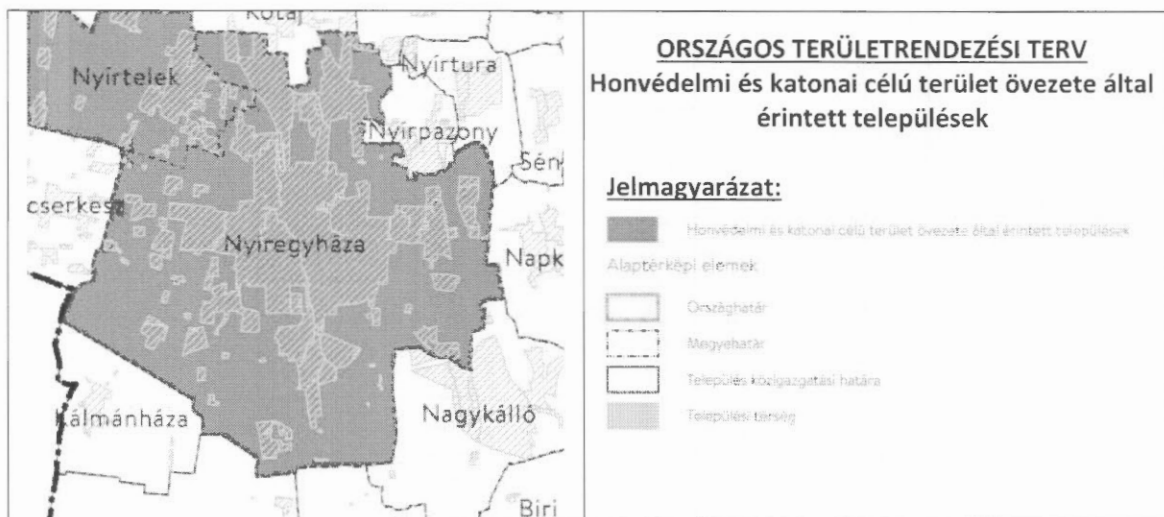 Kótaj
Nyírtelek
Nyírtura
Nyírpazony
Sén
cserkesz
Nyíregyháza
Napk
Kálmánháza
Nagykálló
Biri
ORSZÁGOS TERÜLETRENDEZÉSI TERV
Honvédelmi és katonai célú terület övezete által
érintett települések
Jelmagyarázat:
Honvédelmi és katonai célú terület övezete által érintett települések
Alaptérképi elemek
Országhatár
Megyehatár
Település közigazgatási határa
Települési térség